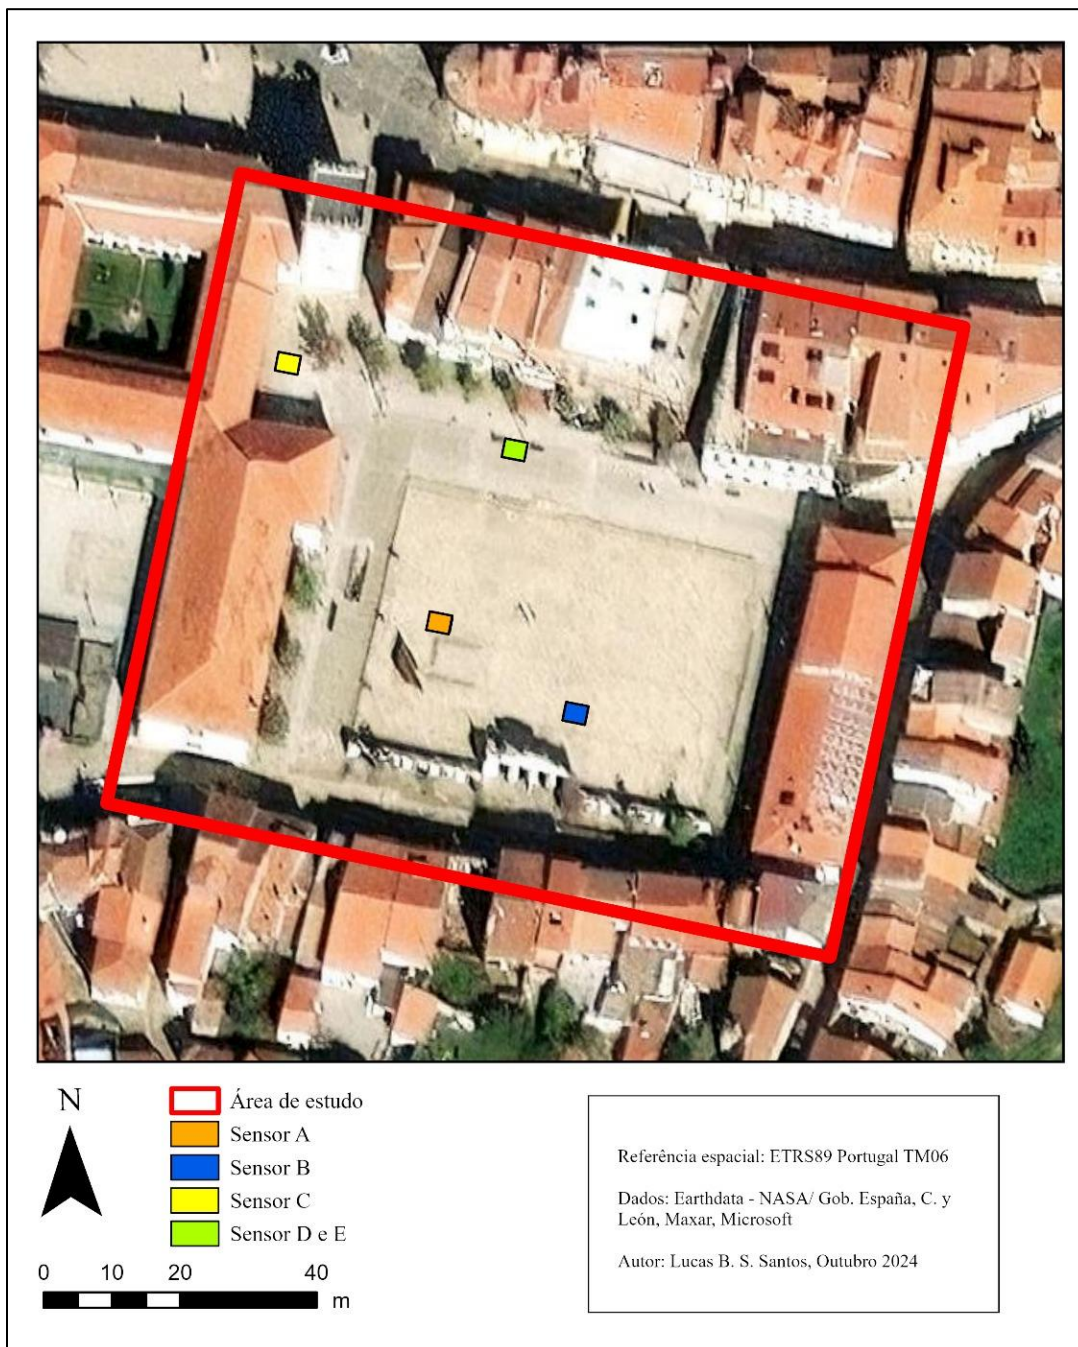 N
Área de estudo
Sensor A
Sensor B
Sensor C
Sensor D e E
0 10 20 40
m
Referência espacial: ETRS89 Portugal TM06
Dados: Earthdata - NASA/ Gob. España, C. y
León, Maxar, Microsoft
Autor: Lucas B. S. Santos, Outubro 2024